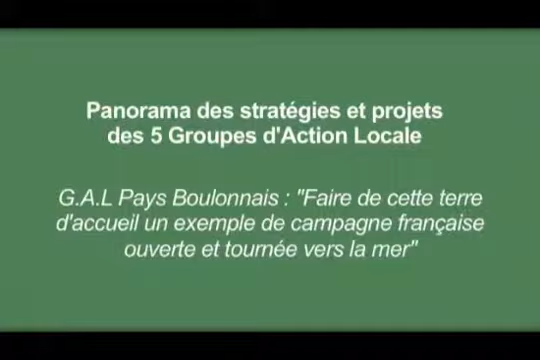 Panorama des stratégies et projets
des 5 Groupes d'Action Locale
G.A.L Pays Boulonnais : "Faire de cette terre
d'accueil un exemple de campagne française
ouverte et tournée vers la mer"